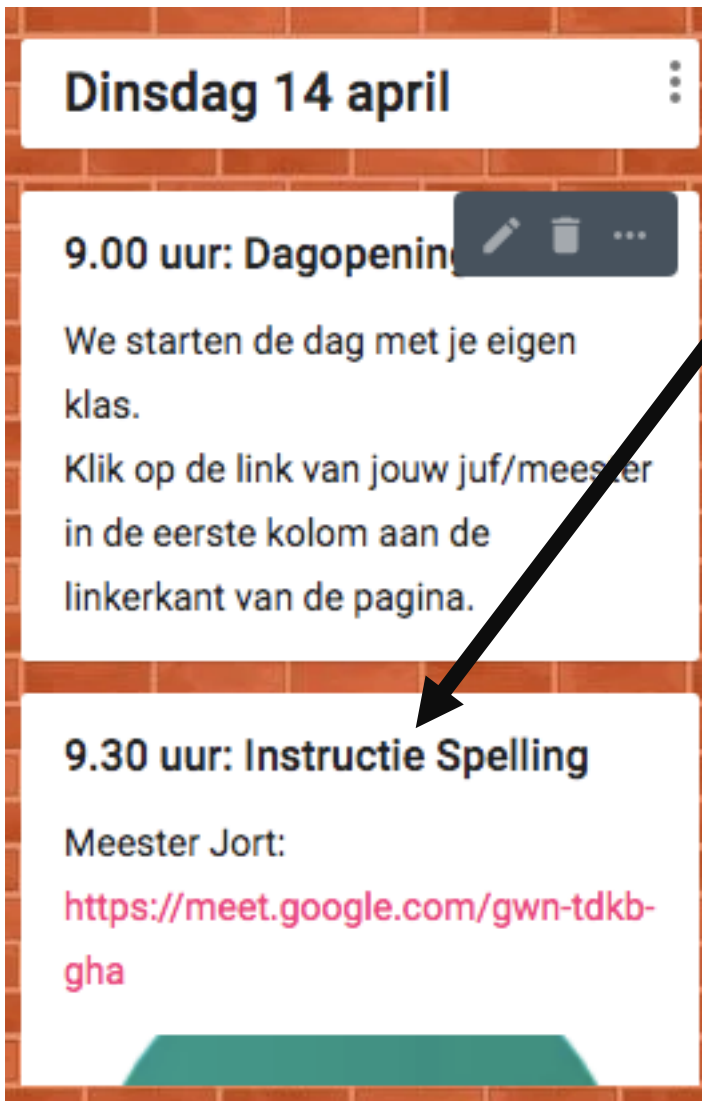 Dinsdag 14 april
9.00 uur: Dagopening
We starten de dag met je eigen
klas.
Klik op de link van jouw juf/meester
in de eerste kolom aan de
linkerkant van de pagina.
9.30 uur: Instructie Spelling
Meester Jort:
https://meet.google.com/gwn-tdkb-
gha